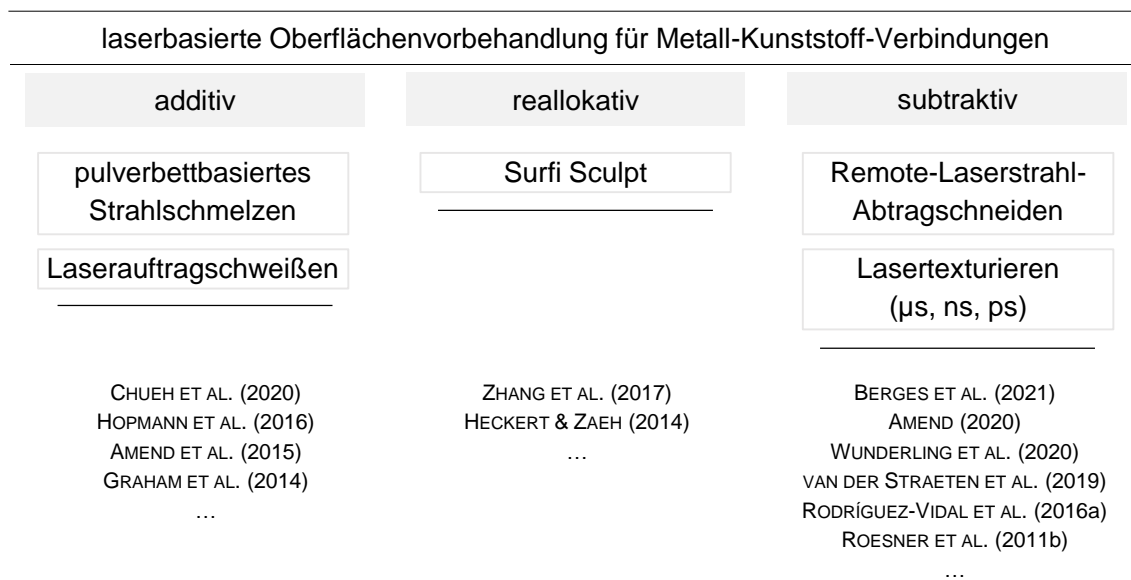 laserbasierte Oberflächenvorbehandlung für Metall-Kunststoff-Verbindungen
additiv
pulverbettbasiertes
Strahlschmelzen
Laserauftragschweißen
CHUEH ET AL. (2020)
HOPMANN ET AL. (2016)
AMEND ET AL. (2015)
GRAHAM ET AL. (2014)
…
reallokativ
Surfi Sculpt
ZHANG ET AL. (2017)
HECKERT & ZAEH (2014)
…
subtraktiv
Remote-Laserstrahl-
Abtragschneiden
Lasertexturieren
(µs, ns, ps)
BERGES ET AL. (2021)
AMEND (2020)
WUNDERLING ET AL. (2020)
VAN DER STRAETEN ET AL. (2019)
RODRÍGUEZ-VIDAL ET AL. (2016a)
ROESNER ET AL. (2011b)
…